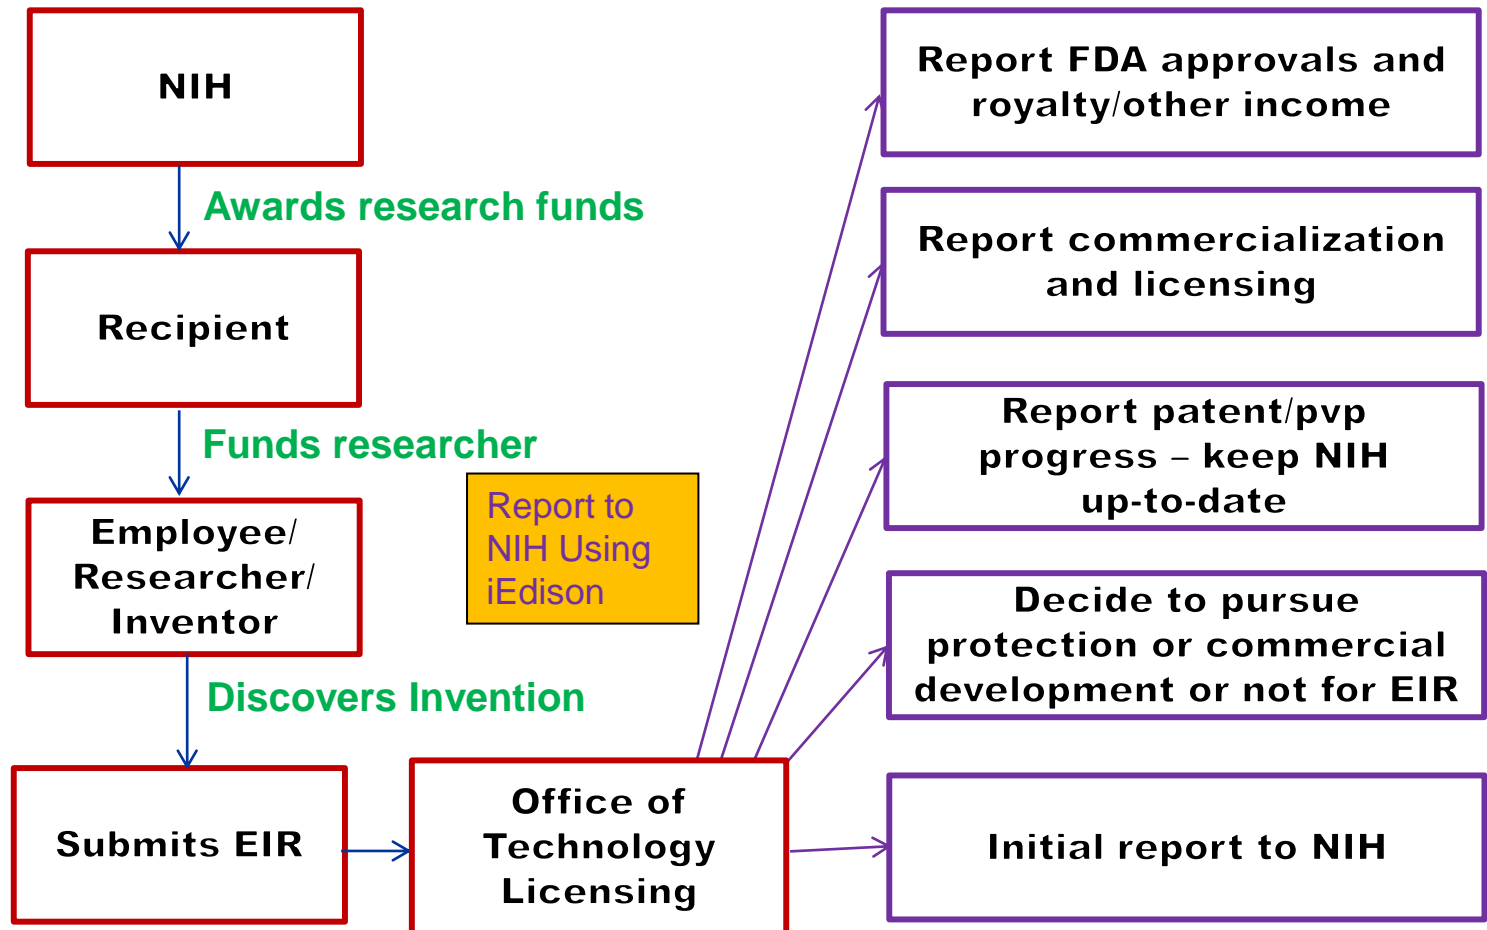 NIH
Awards research funds
Recipient
Funds researcher
Employee/
Researcher/
Inventor
Discovers Invention
Submits EIR
Office of
Technology
Licensing
Report to
NIH Using
iEdison
Report FDA approvals and
royalty/other income
Report commercialization
and licensing
Report patent/pvp
progress – keep NIH
up-to-date
Decide to pursue
protection or commercial
development or not for EIR
Initial report to NIH